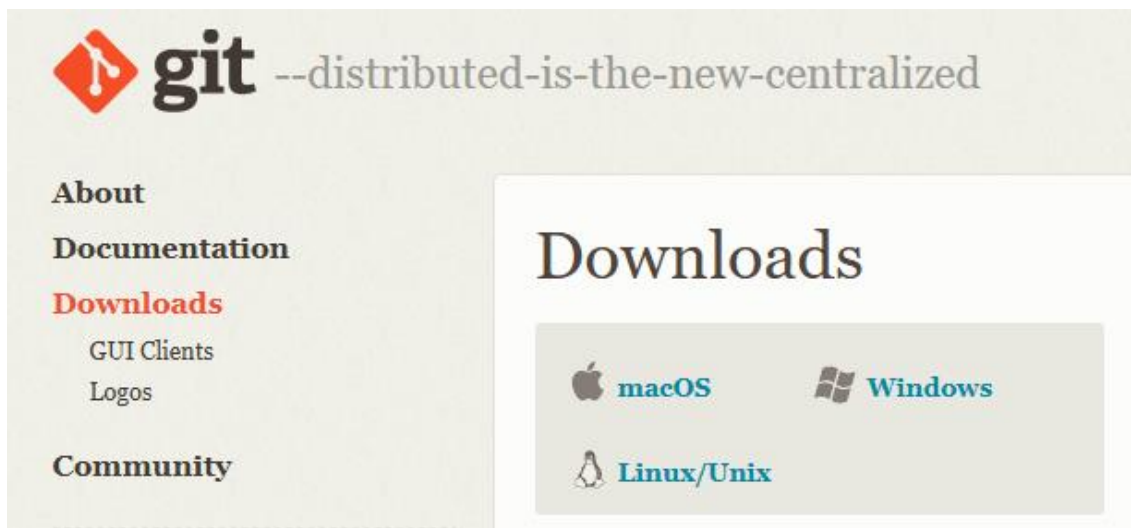 git --distributed-is-the-new-centralized
About
Documentation
Downloads
GUI Clients
Logos
Community
Downloads
macOS
Windows
Linux/Unix